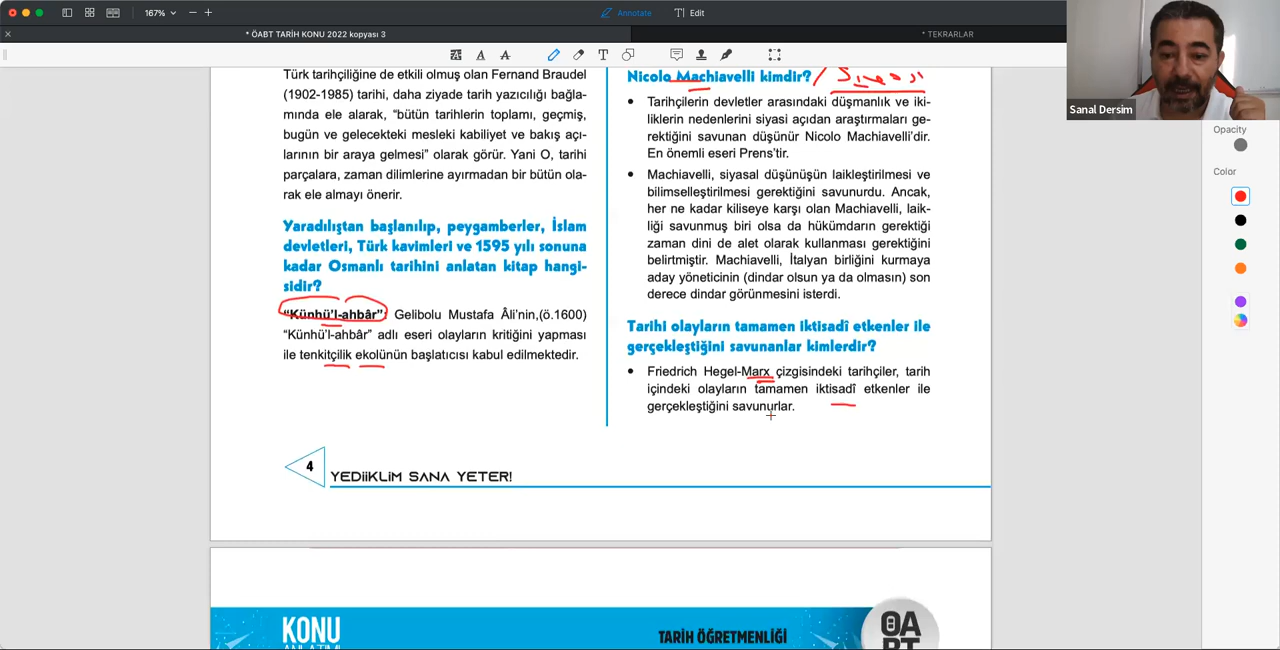 167%
Annotate
Edit
* ÖABT TARİH KONU 2022 kopyası 3
* TEKRARLAR
Sanal Dersim
Opacity
Color
Türk tarihçiliğine de etkili olmuş olan Fernand Braudel
(1902-1985) tarihi, daha ziyade tarih yazıcılığı bağla-
mında ele alarak, “bütün tarihlerin toplamı, geçmiş,
bugün ve gelecekteki mesleki kabiliyet ve bakış açı-
larının bir araya gelmesi” olarak görür. Yani O, tarihi
parçalara, zaman dilimlerine ayırmadan bir bütün ola-
rak ele almayı önerir.
Yaradılıştan başlanılıp, peygamberler, İslam
devletleri, Türk kavimleri ve 1595 yılı sonuna
kadar Osmanlı tarihini anlatan kitap hangi-
sidir?
“Künhü’l-ahbâr” Gelibolu Mustafa Âli’nin,(ö.1600)
“Künhü’l-ahbâr” adlı eseri olayların kritiğini yapması
ile tenkitçilik ekolünün başlatıcısı kabul edilmektedir.
Nicolo Machiavelli kimdir?
• Tarihçilerin devletler arasındaki düşmanlık ve iki-
liklerin nedenlerini siyasi açıdan araştırmaları ge-
rektiğini savunan düşünür Nicolo Machiavelli’dir.
En önemli eseri Prens’tir.
• Machiavelli, siyasal düşünüşün laikleştirilmesi ve
bilimselleştirilmesi gerektiğini savunurdu. Ancak,
her ne kadar kiliseye karşı olan Machiavelli, laik-
liği savunmuş biri olsa da hükümdarın gerektiği
zaman dini de alet olarak kullanması gerektiğini
belirtmiştir. Machiavelli, İtalyan birliğini kurmaya
aday yöneticinin (dindar olsun ya da olmasın) son
derece dindar görünmesini isterdi.
Tarihi olayların tamamen iktisadî etkenler ile
gerçekleştiğini savunanlar kimlerdir?
• Friedrich Hegel-Marx çizgisindeki tarihçiler, tarih
içindeki olayların tamamen iktisadî etkenler ile
gerçekleştiğini savunurlar.
4
YEDİİKLİM SANA YETER!
KONU
ANLATIMI
TARİH ÖĞRETMENLİĞİ
ÖA
BT